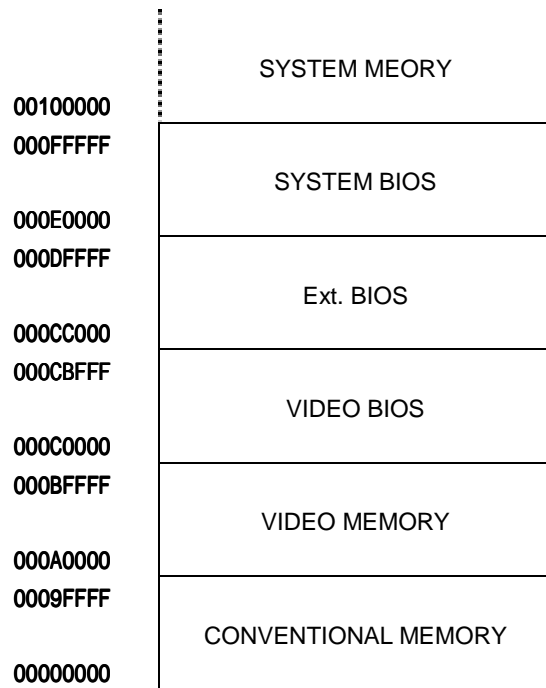 SYSTEM MEORY
00100000
000FFFFF
SYSTEM BIOS
000E0000
000DFFFF
Ext. BIOS
000CC000
000CBFFF
VIDEO BIOS
000C0000
000BFFFF
VIDEO MEMORY
000A0000
0009FFFF
CONVENTIONAL MEMORY
00000000